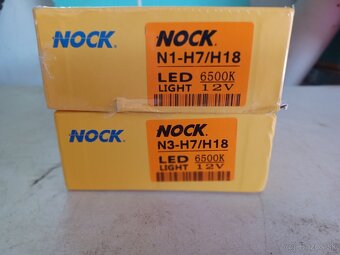 NOCK
NOCK
N1-H7/H18
LED 6500K
LIGHT 12V
NOCK
NOCK
N3-H7/H18
LED 6500K
LIGHT 12V